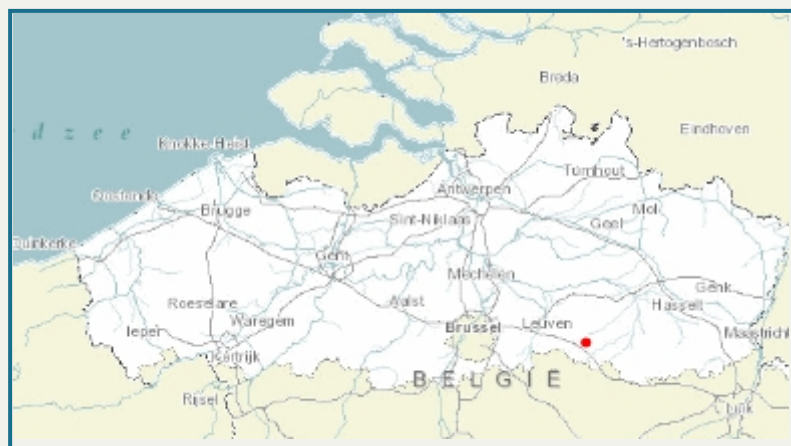 's-Hertogenbosch
Breda
d z e e
Eindhoven
Knokke-Heist
Turnhout
Antwerpen
Oostende
Mol
Brugge
Sint-Niklaas
Geel
Duinkerke
Gent
Mechelen
Genk
Roeselare
Aalst
Hasselt
Waregem
Ieper
Brussel
Leuven
Maastricht
Kortrijk
BELGIË
Rijsel
Luik